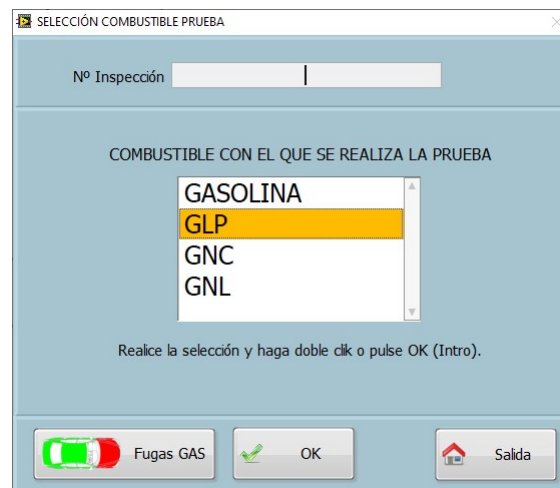 SELECCIÓN COMBUSTIBLE PRUEBA
Nº Inspección
COMBUSTIBLE CON EL QUE SE REALIZA LA PRUEBA
GASOLINA
GLP
GNC
GNL
Realice la selección y haga doble clik o pulse OK (Intro).
Fugas GAS
OK
Salida